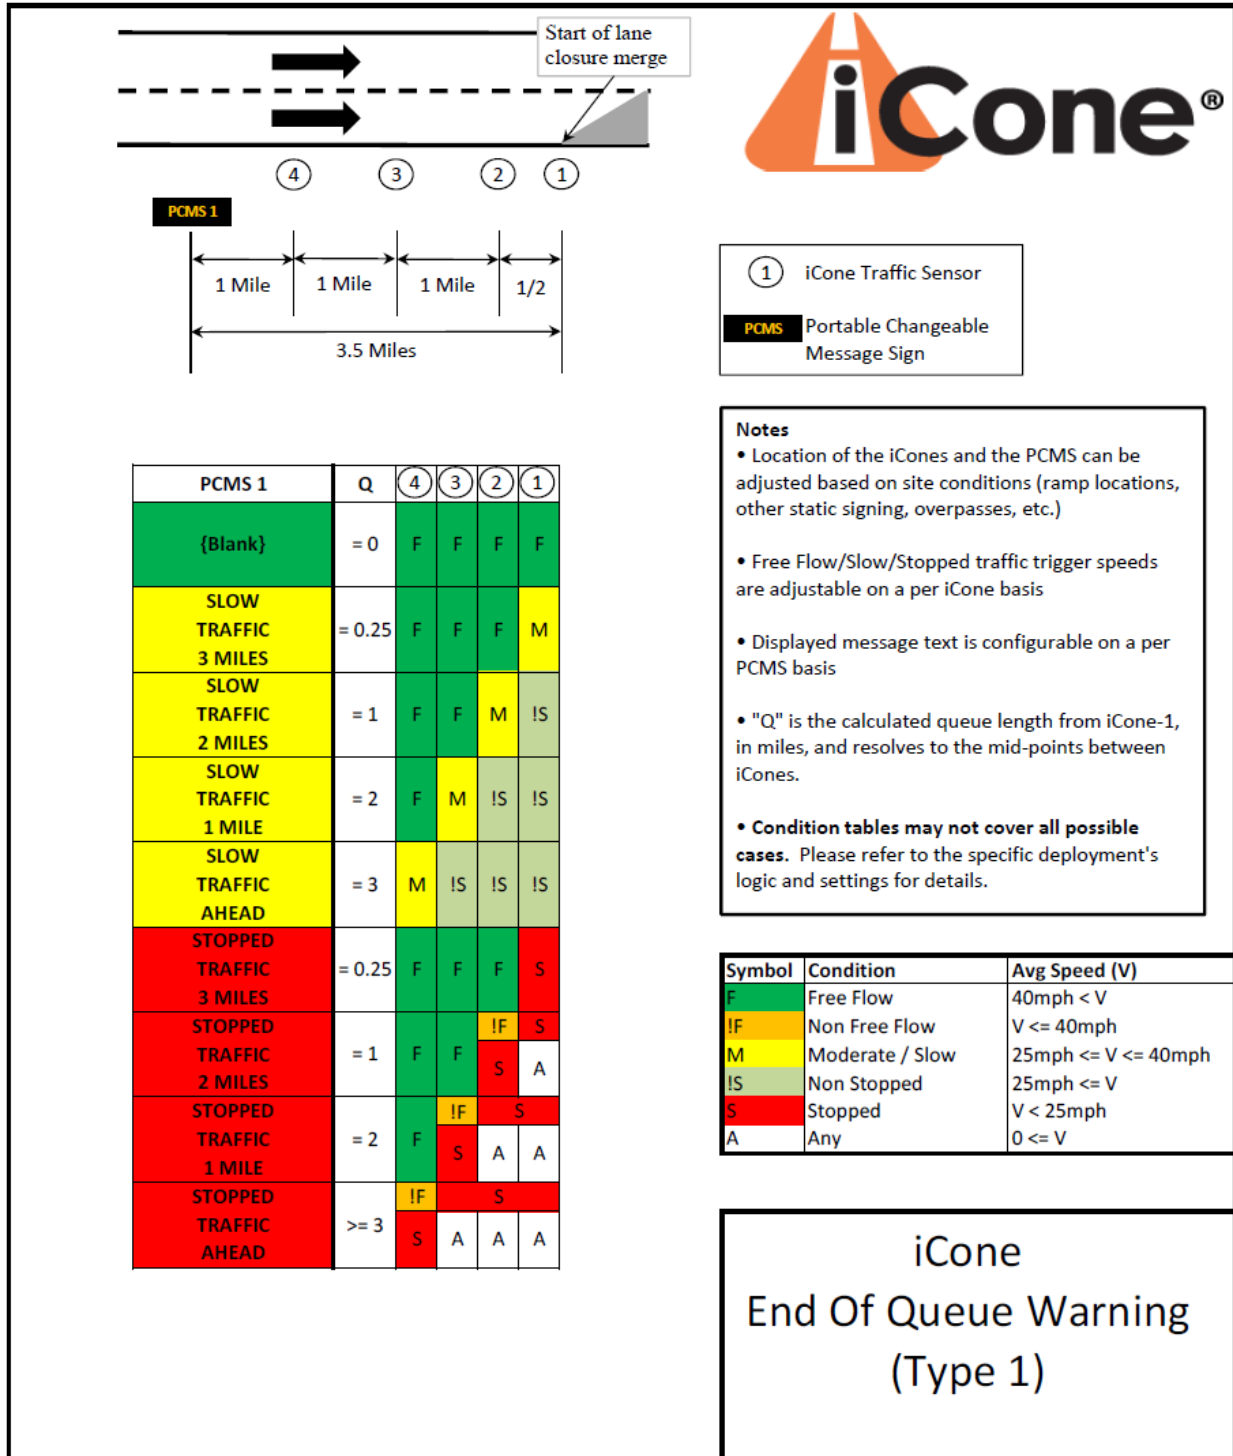 Start of lane
closure merge
iCone®
4 3 2 1
PCMS 1
1 Mile 1 Mile 1 Mile 1/2
3.5 Miles
1 iCone Traffic Sensor
PCMS Portable Changeable
Message Sign
Notes
• Location of the iCones and the PCMS can be
adjusted based on site conditions (ramp locations,
other static signing, overpasses, etc.)
• Free Flow/Slow/Stopped traffic trigger speeds
are adjustable on a per iCone basis
• Displayed message text is configurable on a per
PCMS basis
• "Q" is the calculated queue length from iCone-1,
in miles, and resolves to the mid-points between
iCones.
• Condition tables may not cover all possible
cases. Please refer to the specific deployment's
logic and settings for details.
PCMS 1 Q 4 3 2 1
{Blank} = 0 F F F F
SLOW
TRAFFIC = 0.25 F F F M
3 MILES
SLOW
TRAFFIC = 1 F F M !S
2 MILES
SLOW
TRAFFIC = 2 F M !S !S
1 MILE
SLOW
TRAFFIC = 3 M !S !S !S
AHEAD
STOPPED
TRAFFIC = 0.25 F F F S
3 MILES
STOPPED !F S
TRAFFIC = 1 F F
2 MILES S A
STOPPED !F S
TRAFFIC = 2 F
1 MILE S A A
STOPPED !F S
TRAFFIC >= 3
AHEAD S A A A
Symbol Condition Avg Speed (V)
F Free Flow 40mph < V
!F Non Free Flow V <= 40mph
M Moderate / Slow 25mph <= V <= 40mph
!S Non Stopped 25mph <= V
S Stopped V < 25mph
A Any 0 <= V
iCone
End Of Queue Warning
(Type 1)